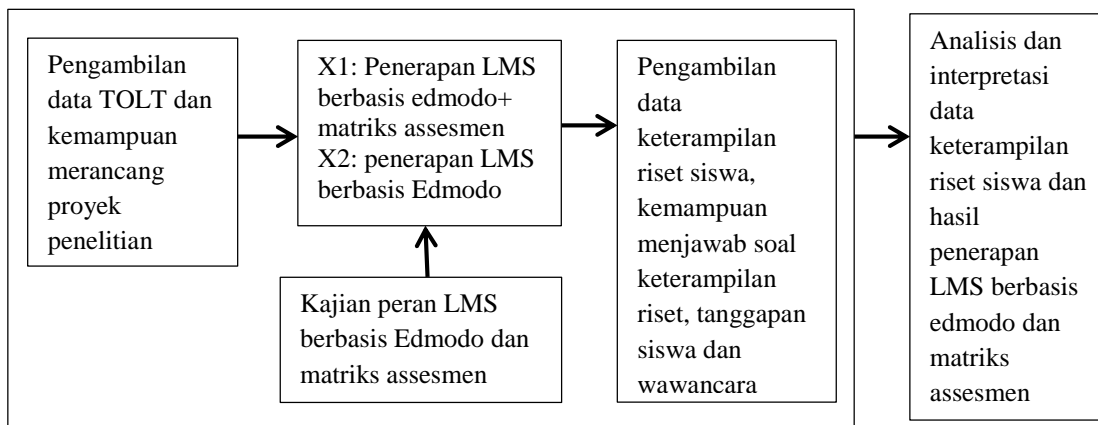 Pengambilan
data TOLT dan
kemampuan
merancang
proyek
penelitian
X1: Penerapan LMS
berbasis edmodo+
matriks assesmen
X2: penerapan LMS
berbasis Edmodo
Kajian peran LMS
berbasis Edmodo dan
matriks assesmen
Pengambilan
data
keterampilan
riset siswa,
kemampuan
menjawab soal
keterampilan
riset, tanggapan
siswa dan
wawancara
Analisis dan
interpretasi
data
keterampilan
riset siswa dan
hasil
penerapan
LMS berbasis
edmodo dan
matriks
assesmen